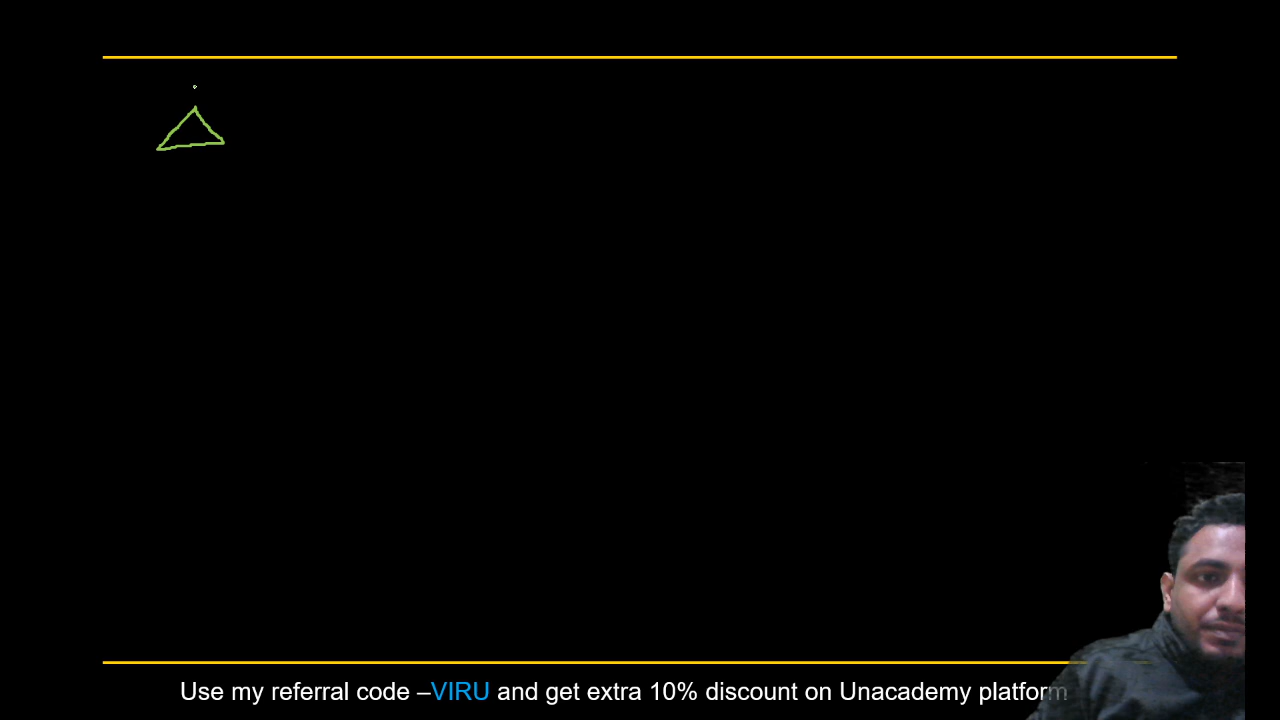 Use my referral code –VIRU and get extra 10% discount on Unacademy platform